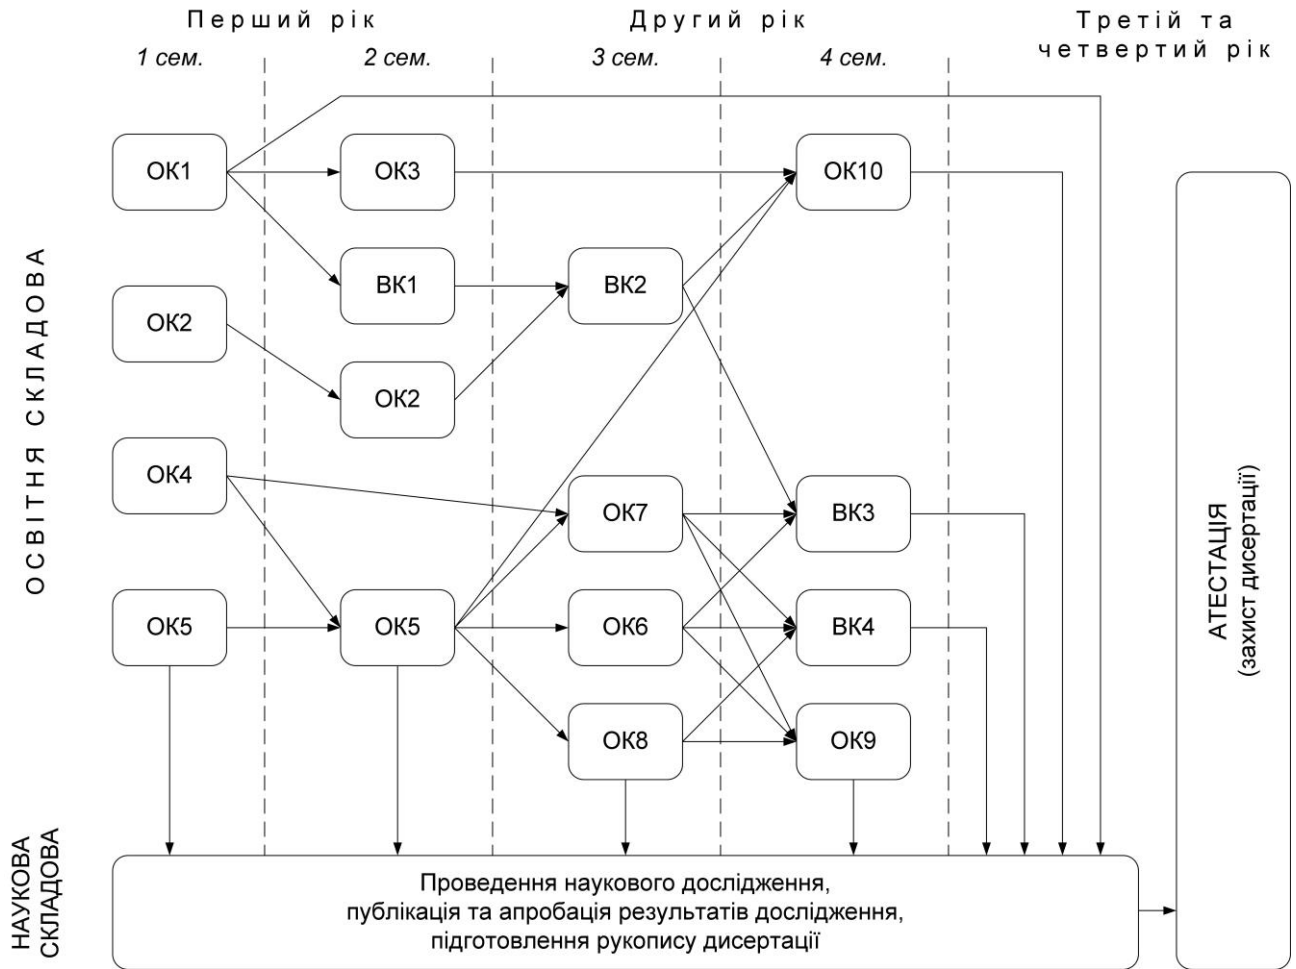 Перший рік
Другий рік
Третій та
четвертий рік
1 сем.
2 сем.
3 сем.
4 сем.
ОСВІТНЯ СКЛАДОВА
ОК1
ОК3
ОК10
ВК1
ВК2
ОК2
ОК2
ОК4
ОК7
ВК3
ОК5
ОК5
ОК6
ВК4
ОК8
ОК9
АТЕСТАЦІЯ
(захист дисертації)
НАУКОВА
СКЛАДОВА
Проведення наукового дослідження,
публікація та апробація результатів дослідження,
підготовлення рукопису дисертації